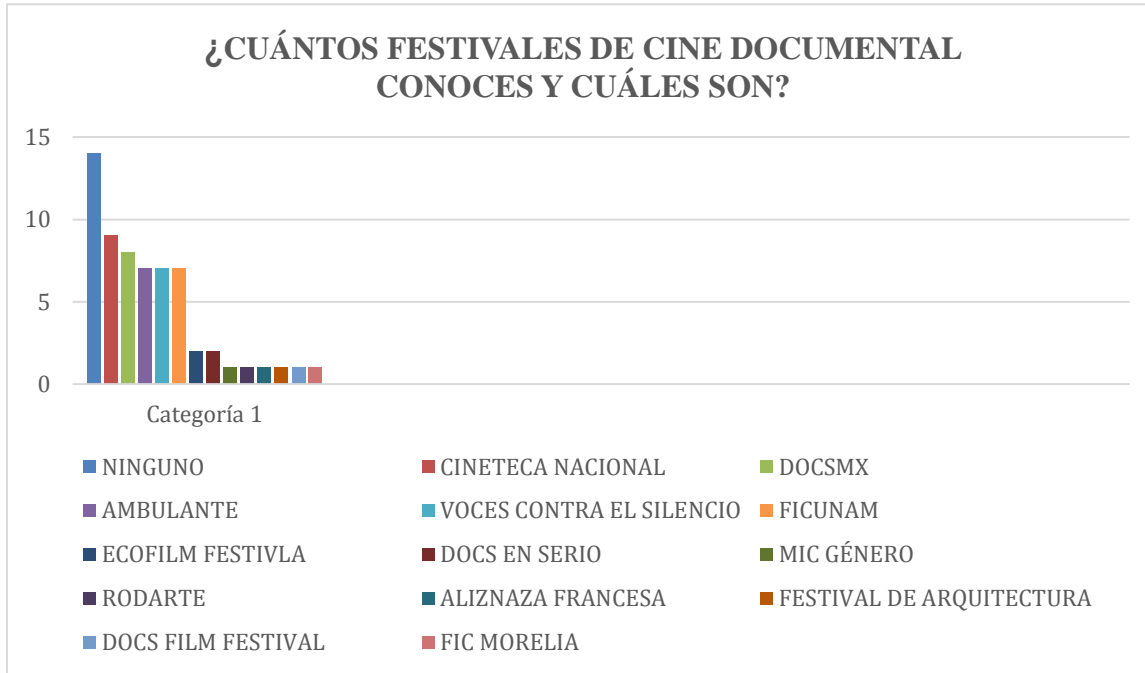 ¿CUÁNTOS FESTIVALES DE CINE DOCUMENTAL
CONOCES Y CUÁLES SON?
15
10
5
0
Categoría 1
NINGUNO
CINETECA NACIONAL
DOCSMX
AMBULANTE
VOCES CONTRA EL SILENCIO
FICUNAM
ECOFILM FESTIVLA
DOCS EN SERIO
MIC GÉNERO
RODARTE
ALIZNAZA FRANCESA
FESTIVAL DE ARQUITECTURA
DOCS FILM FESTIVAL
FIC MORELIA